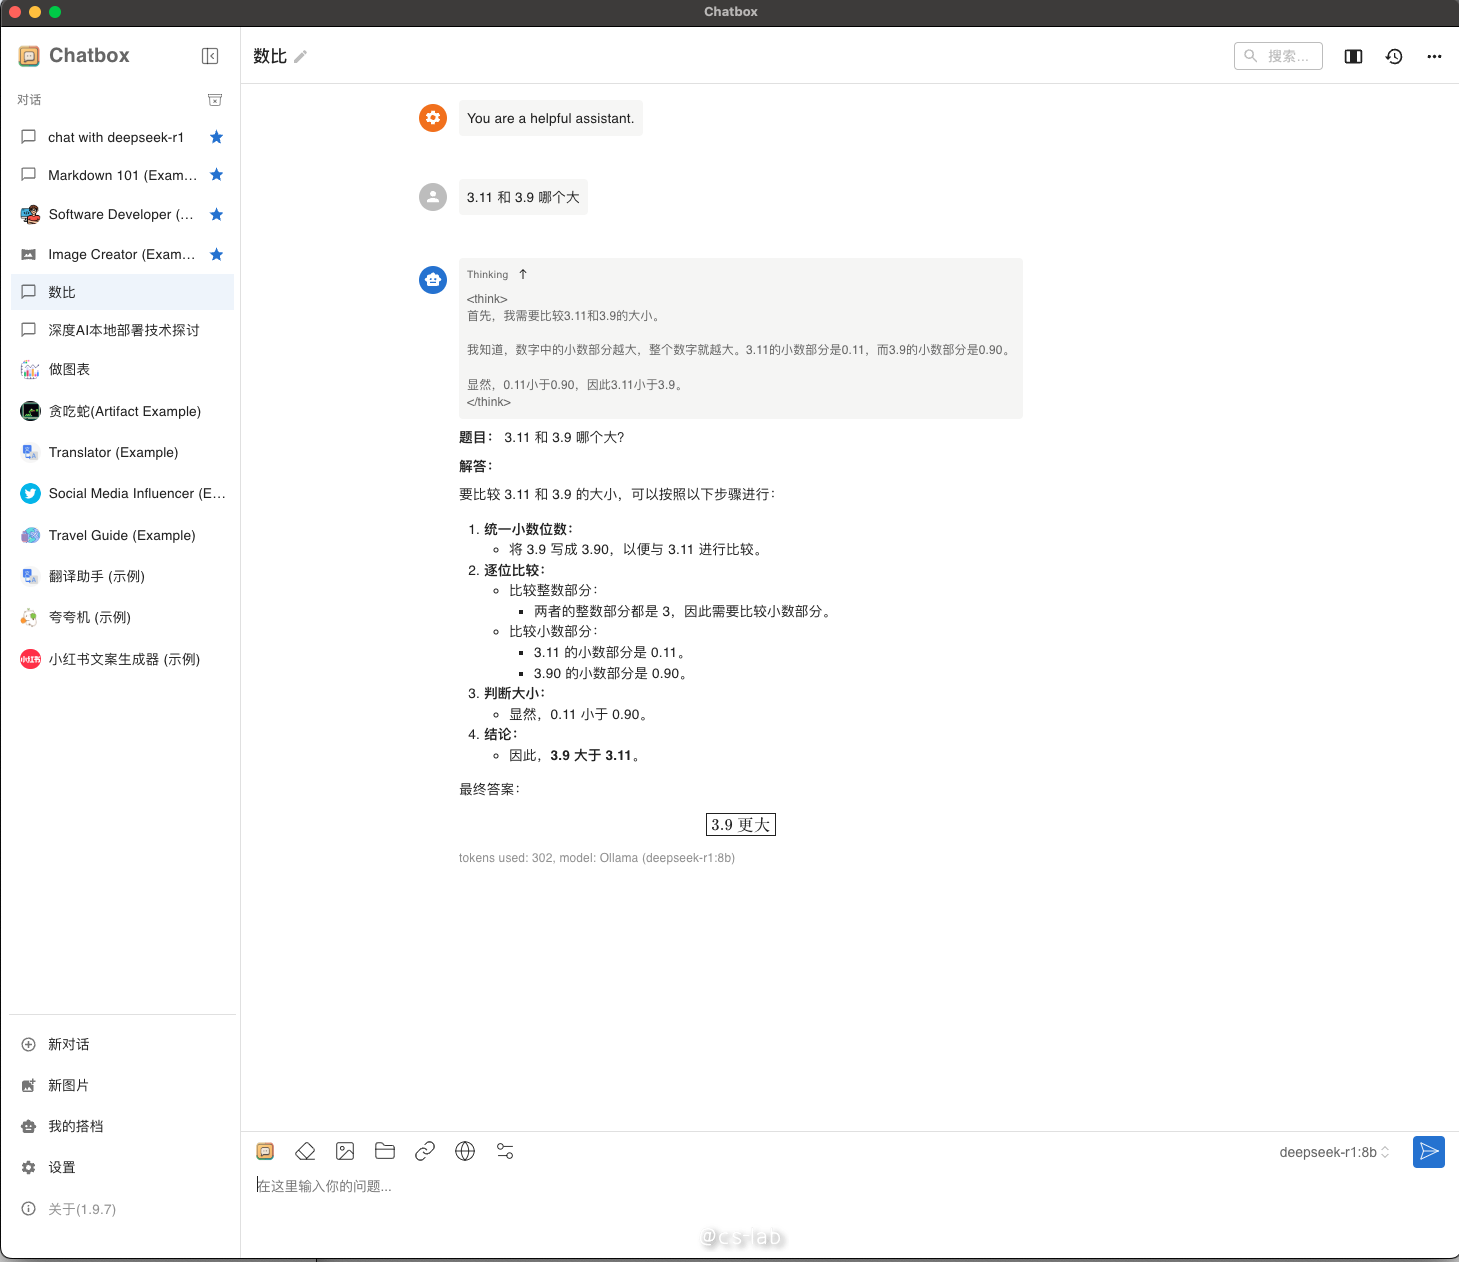 Chatbox
Chatbox
对话
chat with deepseek-r1
Markdown 101 (Exam...
Software Developer (...
Image Creator (Exam...
数比
深度AI本地部署技术探讨
做图表
贪吃蛇(Artifact Example)
Translator (Example)
Social Media Influencer (E...
Travel Guide (Example)
翻译助手 (示例)
夸夸机 (示例)
小红书
小红书文案生成器 (示例)
新对话
新图片
我的搭档
设置
关于(1.9.7)
数比
搜索...
You are a helpful assistant.
3.11 和 3.9 哪个大
Thinking ↑
<think>
首先，我需要比较3.11和3.9的大小。
我知道，数字中的小数部分越大，整个数字就越大。3.11的小数部分是0.11，而3.9的小数部分是0.90。
显然，0.11小于0.90，因此3.11小于3.9。
</think>
题目： 3.11 和 3.9 哪个大？
解答：
要比较 3.11 和 3.9 的大小，可以按照以下步骤进行：
1. 统一小数位数：
◦ 将 3.9 写成 3.90，以便与 3.11 进行比较。
2. 逐位比较：
◦ 比较整数部分：
▪ 两者的整数部分都是 3，因此需要比较小数部分。
◦ 比较小数部分：
▪ 3.11 的小数部分是 0.11。
▪ 3.90 的小数部分是 0.90。
3. 判断大小：
◦ 显然，0.11 小于 0.90。
4. 结论：
◦ 因此，3.9 大于 3.11。
最终答案：
3.9 更大
tokens used: 302, model: Ollama (deepseek-r1:8b)
deepseek-r1:8b
在这里输入你的问题...
@cs-lab